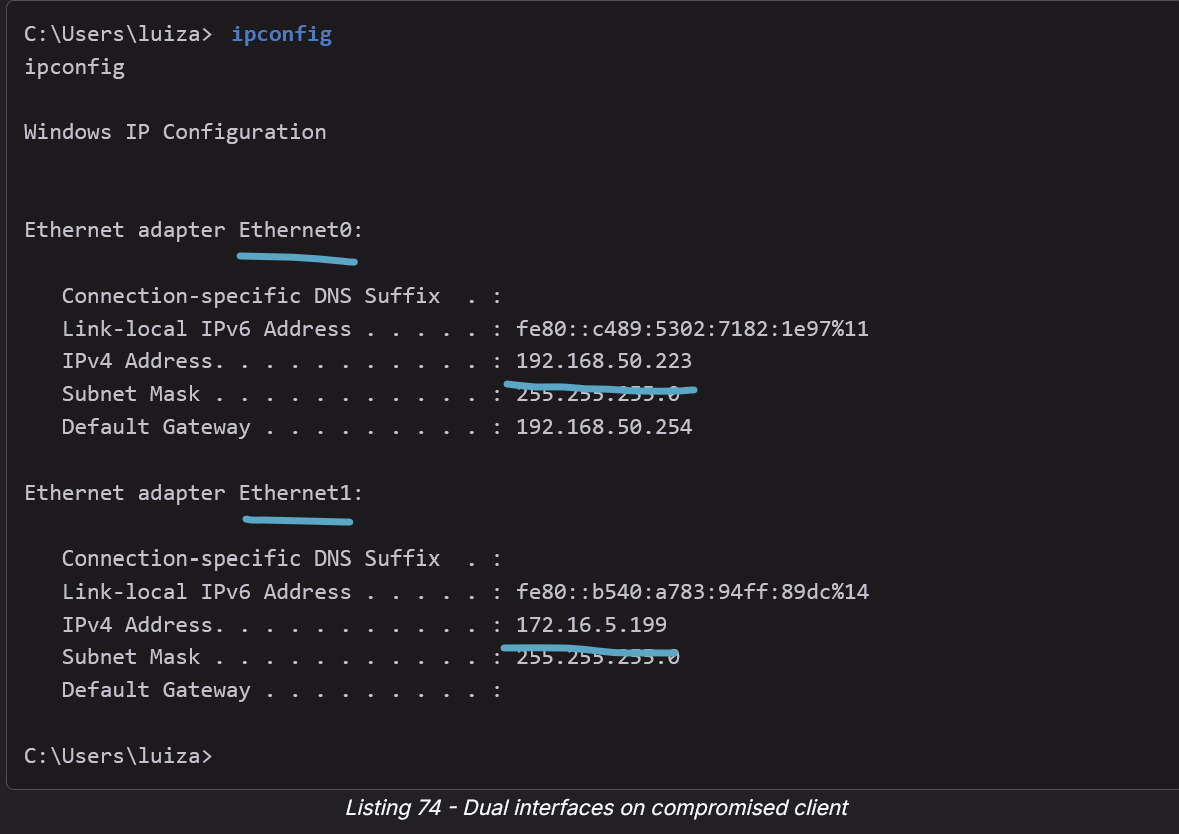 C:\Users\luiza> ipconfig
ipconfig
Windows IP Configuration
Ethernet adapter Ethernet0:
Connection-specific DNS Suffix . :
Link-local IPv6 Address . . . . . : fe80::c489:5302:7182:1e97%11
IPv4 Address. . . . . . . . . . . : 192.168.50.223
Subnet Mask . . . . . . . . . . . : 255.255.255.0
Default Gateway . . . . . . . . . : 192.168.50.254
Ethernet adapter Ethernet1:
Connection-specific DNS Suffix . :
Link-local IPv6 Address . . . . . : fe80::b540:a783:94ff:89dc%14
IPv4 Address. . . . . . . . . . . : 172.16.5.199
Subnet Mask . . . . . . . . . . . : 255.255.255.0
Default Gateway . . . . . . . . . :
C:\Users\luiza>
Listing 74 - Dual interfaces on compromised client